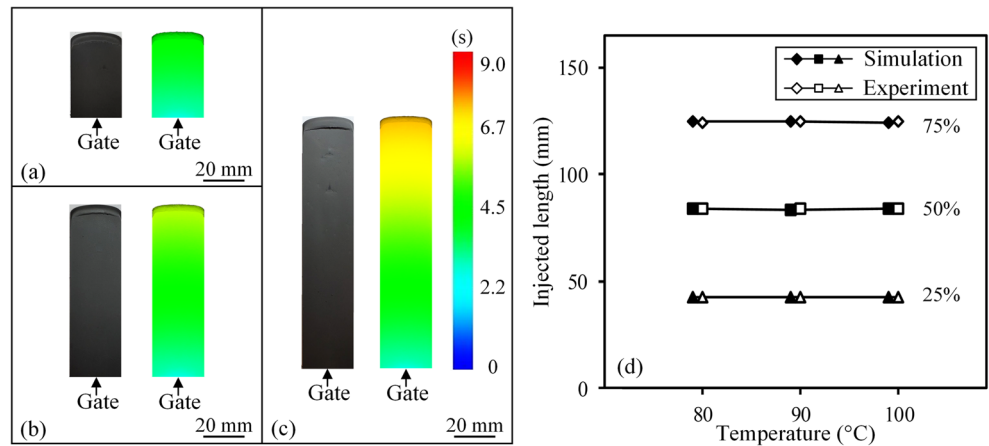 Gate
Gate
20 mm
(a)
Gate
Gate
20 mm
(b)
(s)
9.0
6.7
4.5
2.2
0
Gate
Gate
20 mm
(c)
Injected length (mm)
150
100
50
0
Simulation
Experiment
75%
50%
25%
(d)
80
90
100
Temperature (°C)